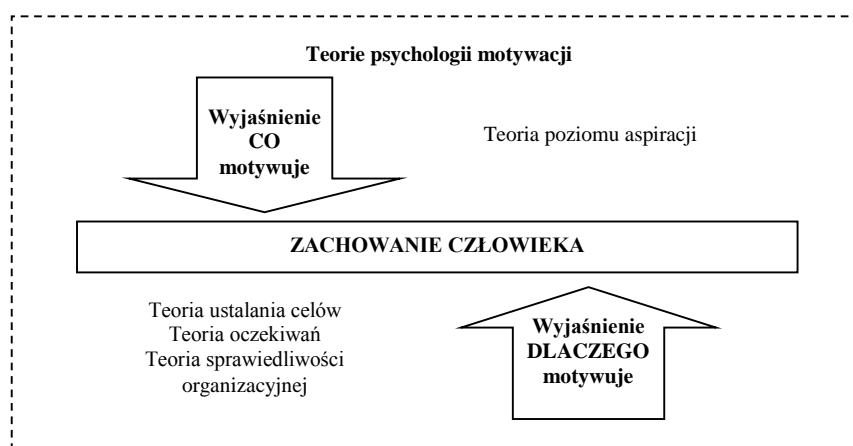 Teorie psychologii motywacji
Wyjaśnienie
CO
motywuje
Teoria poziomu aspiracji
ZACHOWANIE CZŁOWIEKA
Teoria ustalania celów
Teoria oczekiwań
Teoria sprawiedliwości
organizacyjnej
Wyjaśnienie
DLACZEGO
motywuje